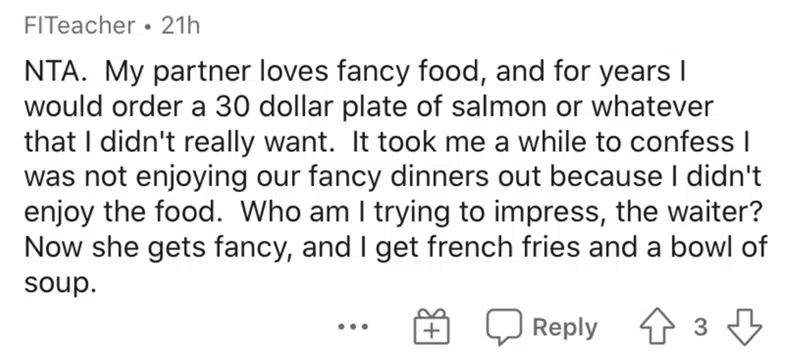 FITeacher • 21h
NTA.  My partner loves fancy food, and for years I
would order a 30 dollar plate of salmon or whatever
that I didn't really want.  It took me a while to confess I
was not enjoying our fancy dinners out because I didn't
enjoy the food.  Who am I trying to impress, the waiter?
Now she gets fancy, and I get french fries and a bowl of
soup.
Reply 3